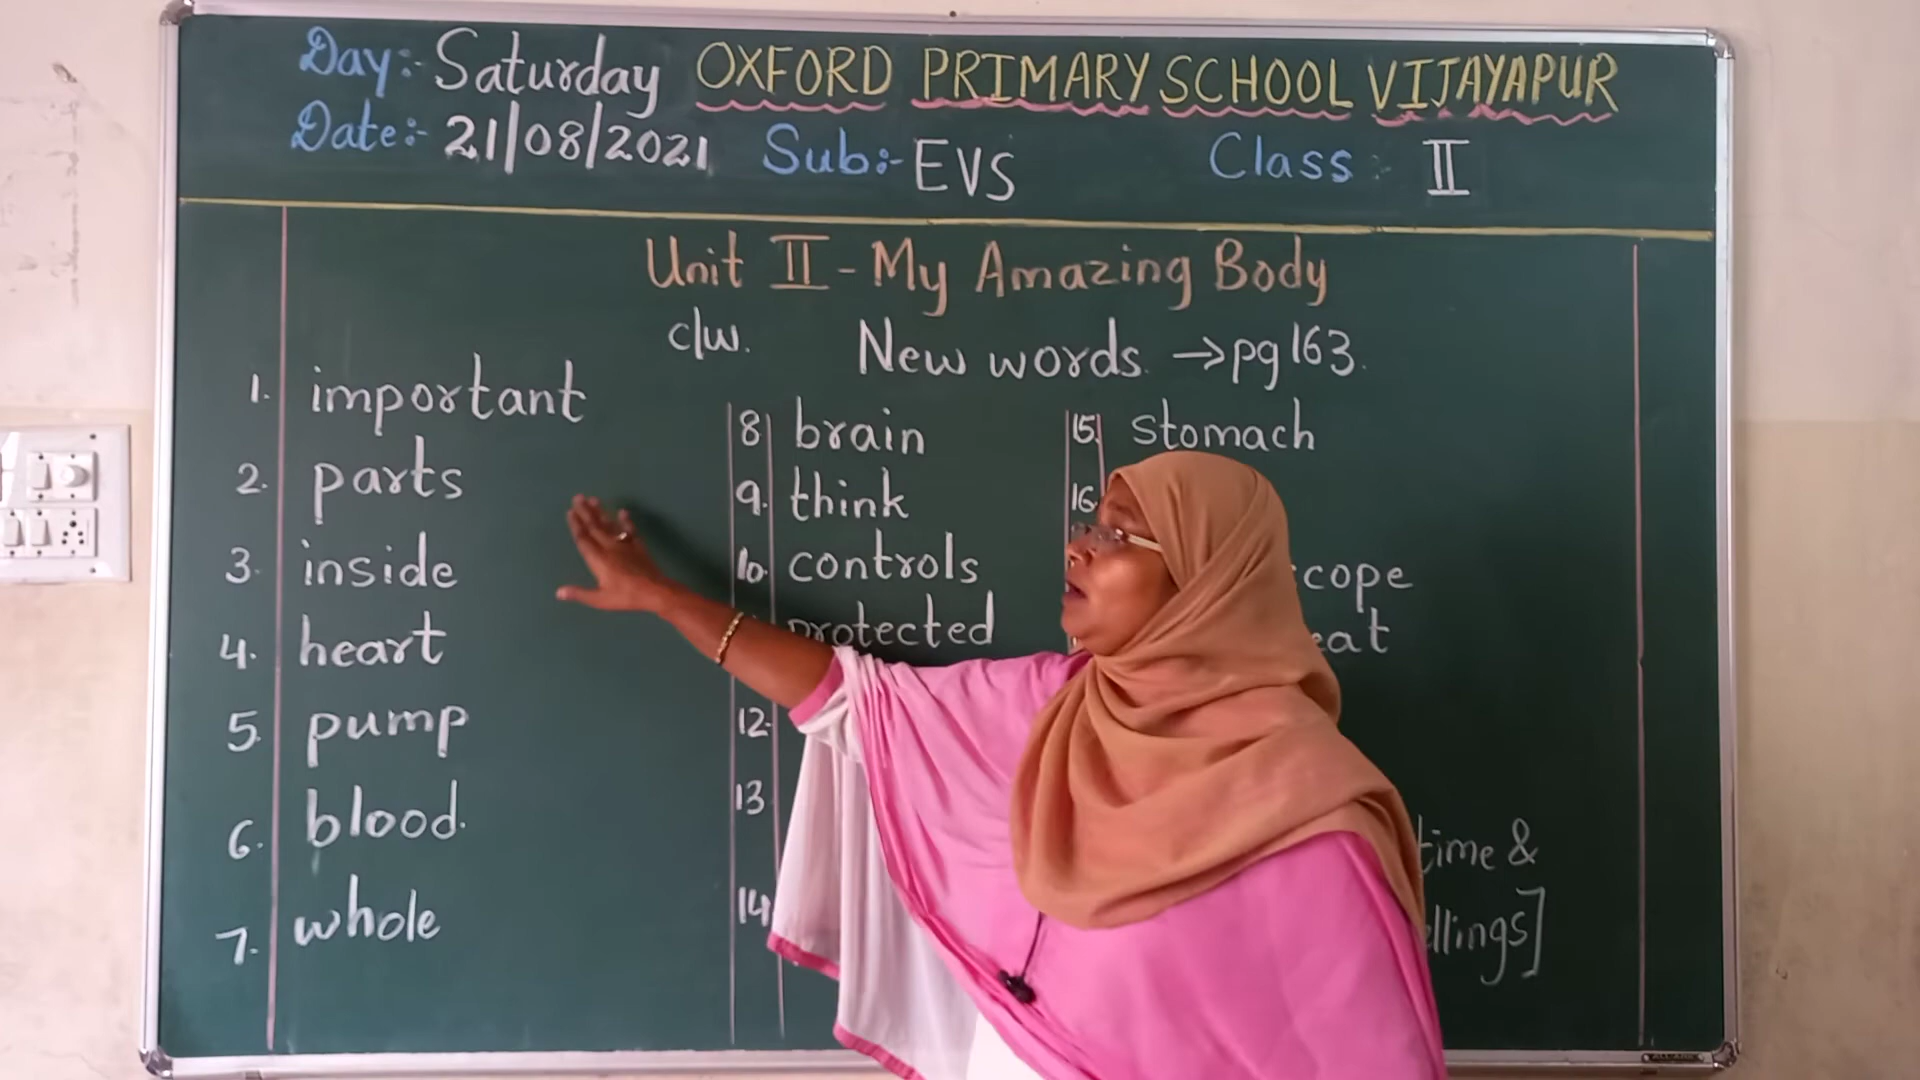 Day:- Saturday OXFORD PRIMARY SCHOOL VIJAYAPUR
Date:- 21/08/2021 Sub:- EVS Class: II
Unit II - My Amazing Body
c/w. New words. →pg 163.
1. important
2. parts
3. inside
4. heart
5. pump
6. blood.
7. whole
8 brain
9. think
10. controls
protected
12.
13
14
15. stomach
16.
cope
eat
time &
llings]